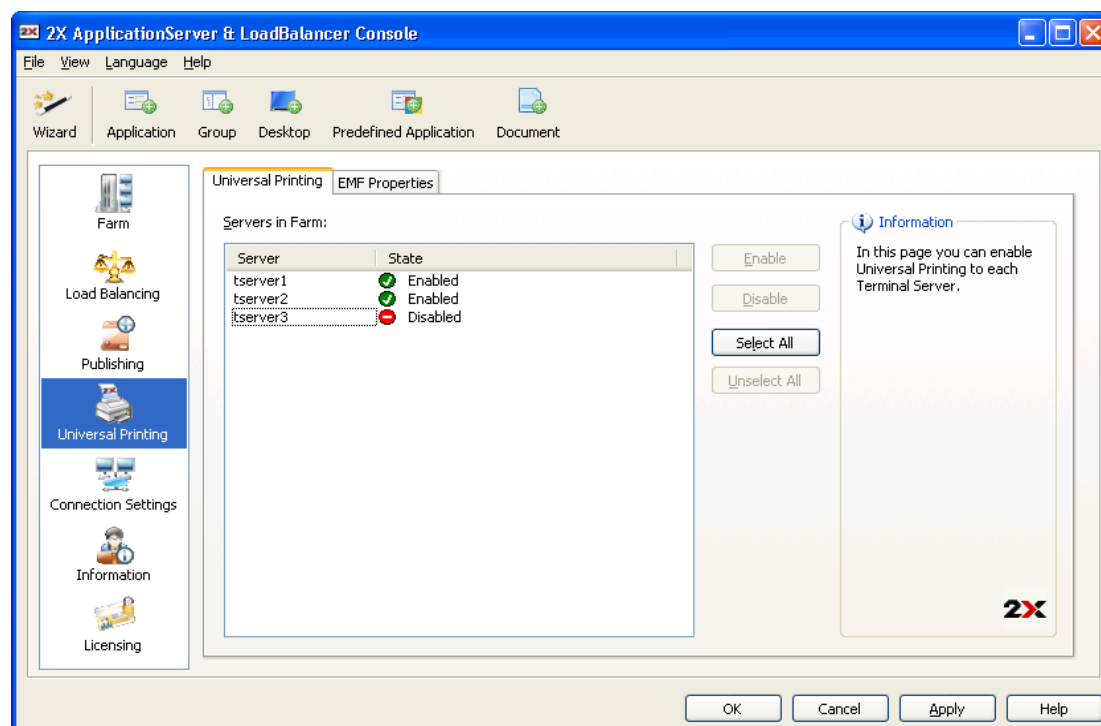 2X ApplicationServer & LoadBalancer Console
File View Language Help
Wizard Application Group Desktop Predefined Application Document
Farm
Load Balancing
Publishing
Universal Printing
Connection Settings
Information
Licensing
Universal Printing EMF Properties
Servers in Farm:
Server State
tserver1 Enabled
tserver2 Enabled
tserver3 Disabled
Enable
Disable
Select All
Unselect All
Information
In this page you can enable
Universal Printing to each
Terminal Server.
2X
OK Cancel Apply Help